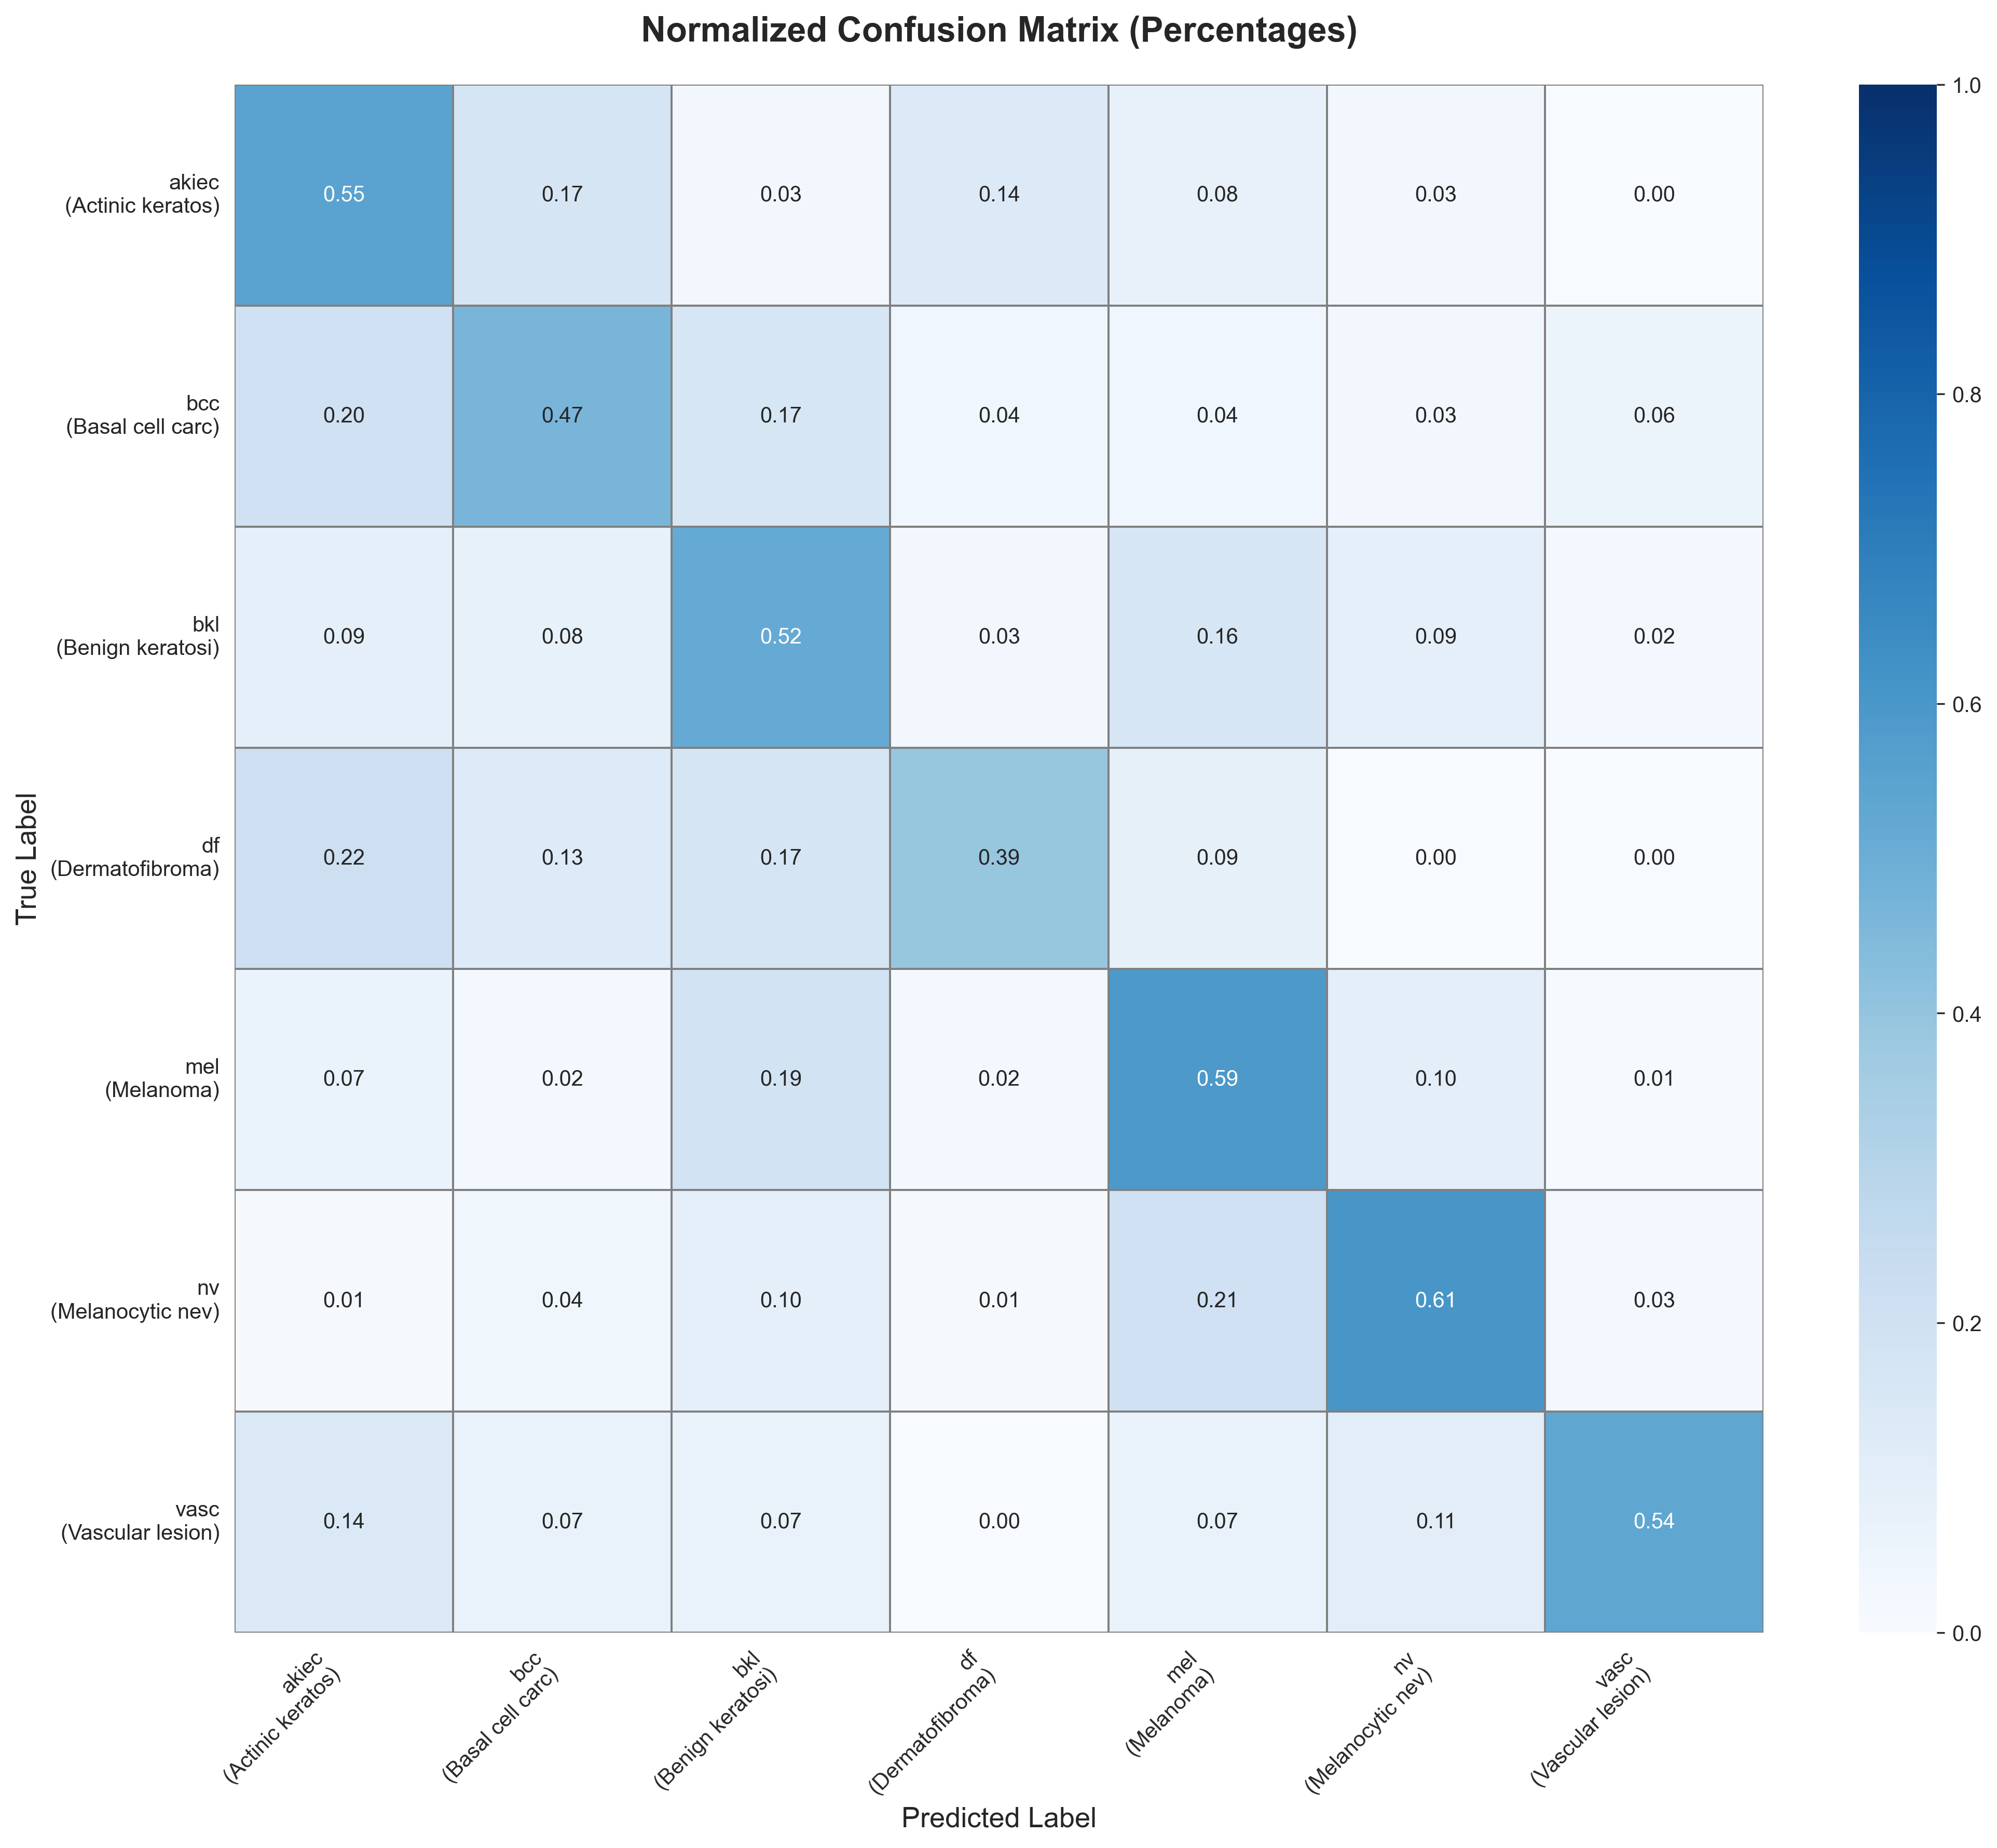 Normalized Confusion Matrix (Percentages)
akiec
(Actinic keratos)
0.55 0.17 0.03 0.14 0.08 0.03 0.00
bcc
(Basal cell carc)
0.20 0.47 0.17 0.04 0.04 0.03 0.06
bkl
(Benign keratosi)
0.09 0.08 0.52 0.03 0.16 0.09 0.02
df
(Dermatofibroma)
0.22 0.13 0.17 0.39 0.09 0.00 0.00
mel
(Melanoma)
0.07 0.02 0.19 0.02 0.59 0.10 0.01
nv
(Melanocytic nev)
0.01 0.04 0.10 0.01 0.21 0.61 0.03
vasc
(Vascular lesion)
0.14 0.07 0.07 0.00 0.07 0.11 0.54
True Label
akiec
(Actinic keratos)
bcc
(Basal cell carc)
bkl
(Benign keratosi)
df
(Dermatofibroma)
mel
(Melanoma)
nv
(Melanocytic nev)
vasc
(Vascular lesion)
Predicted Label
1.0
0.8
0.6
0.4
0.2
0.0